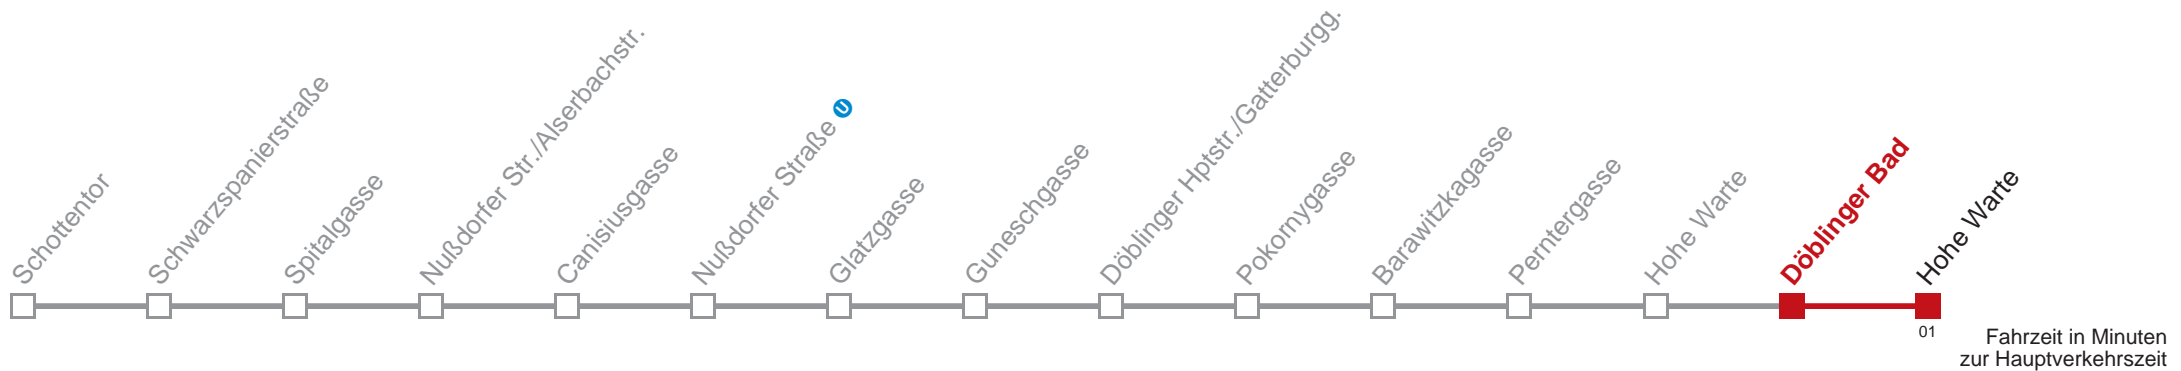 Schottentor
Schwarzspanierstraße
Spitalgasse
Nußdorfer Str./Alserbachstr.
Canisiusgasse
Nußdorfer Straße U
Glatzgasse
Guneschgasse
Döblinger Hptstr./Gatterburgg.
Pokornygasse
Barawitzkagasse
Perntergasse
Hohe Warte
Döblinger Bad
Hohe Warte
01
Fahrzeit in Minuten
zur Hauptverkehrszeit